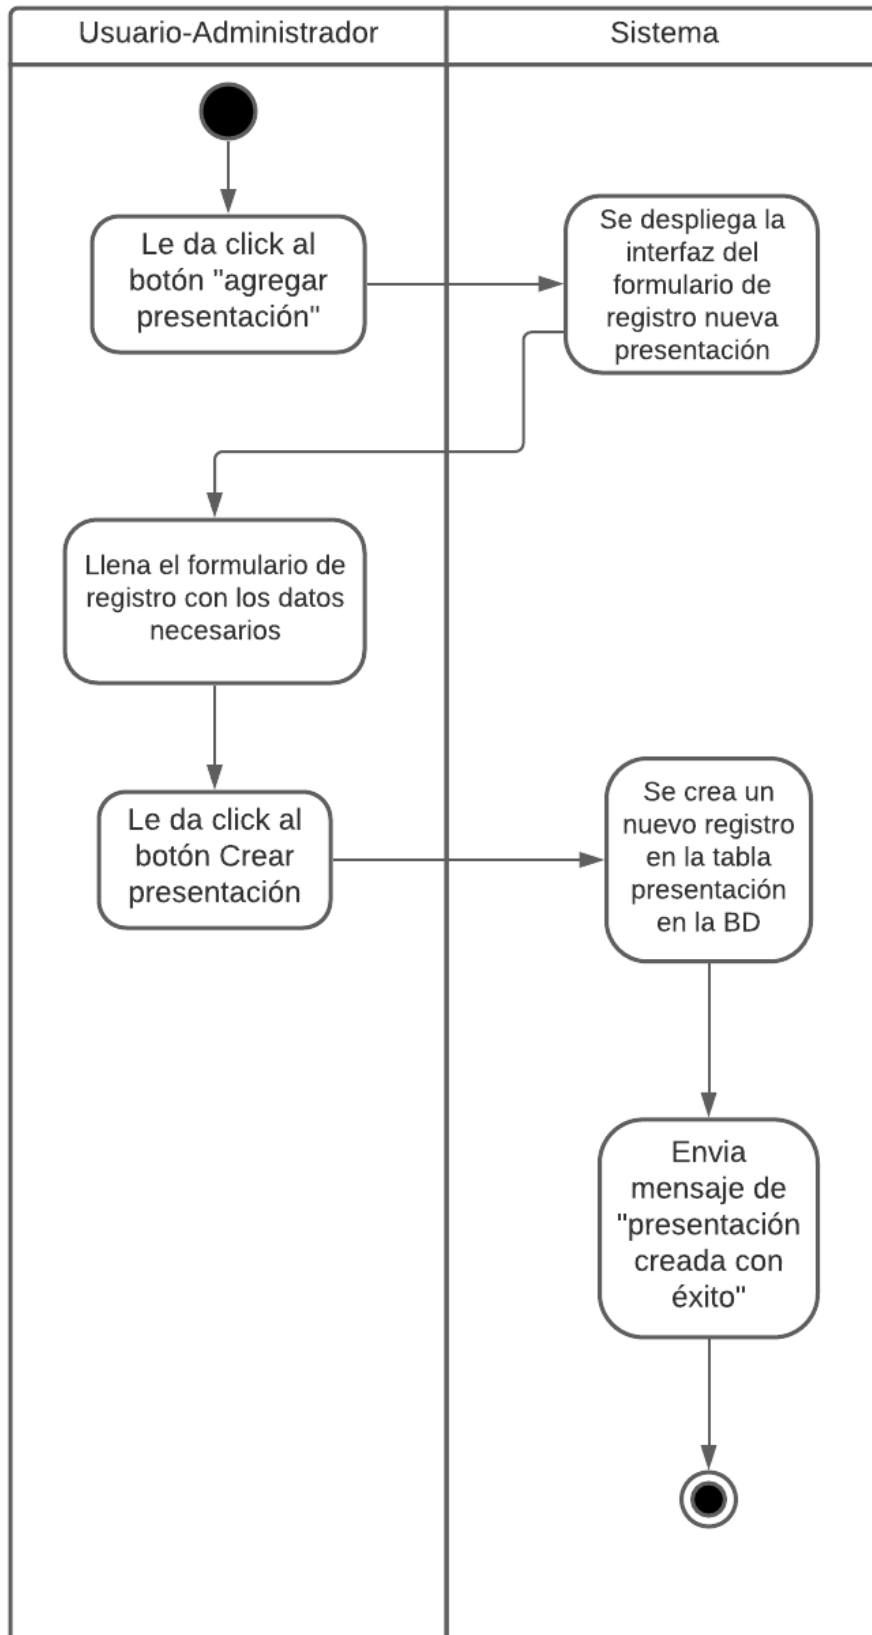 Usuario-Administrador
Sistema
Le da click al
botón "agregar
presentación"
Se despliega la
interfaz del
formulario de
registro nueva
presentación
Llena el formulario de
registro con los datos
necesarios
Le da click al
botón Crear
presentación
Se crea un
nuevo registro
en la tabla
presentación
en la BD
Envia
mensaje de
"presentación
creada con
éxito"